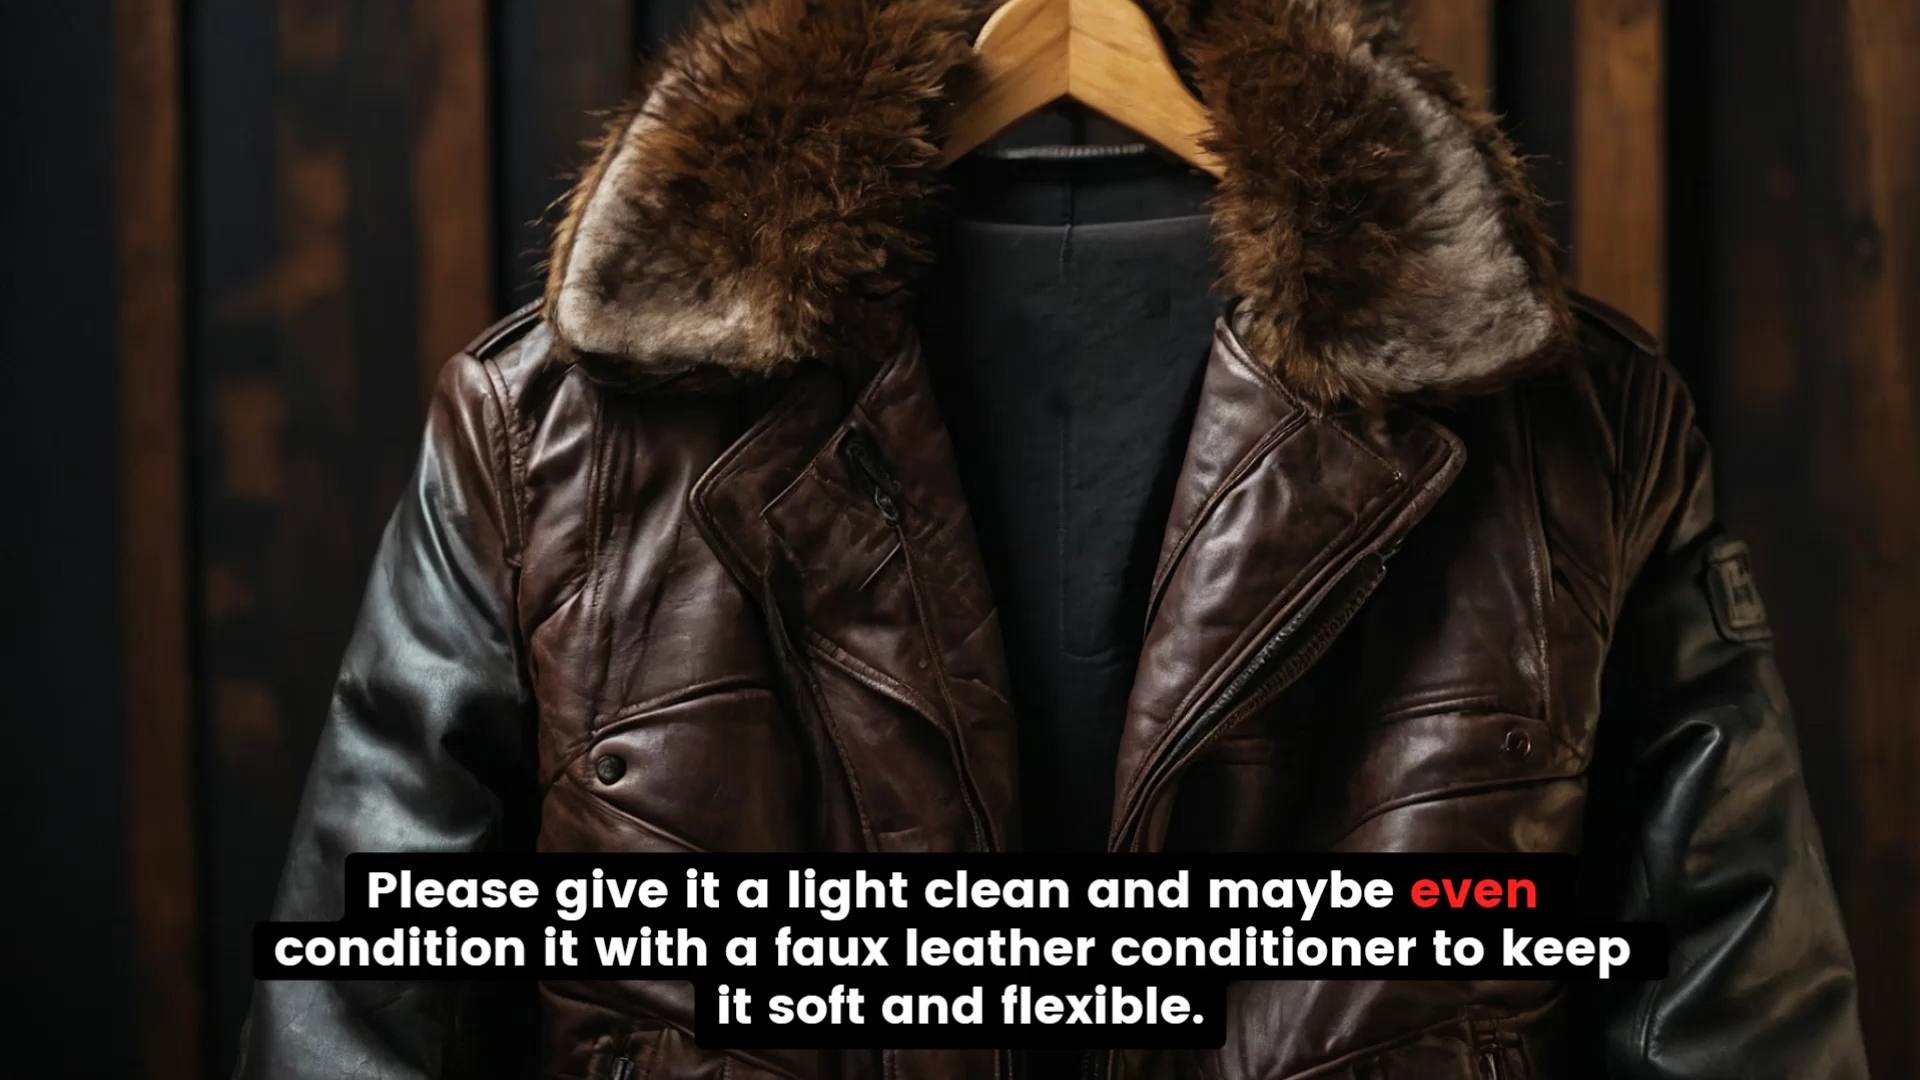 Please give it a light clean and maybe even
condition it with a faux leather conditioner to keep
it soft and flexible.